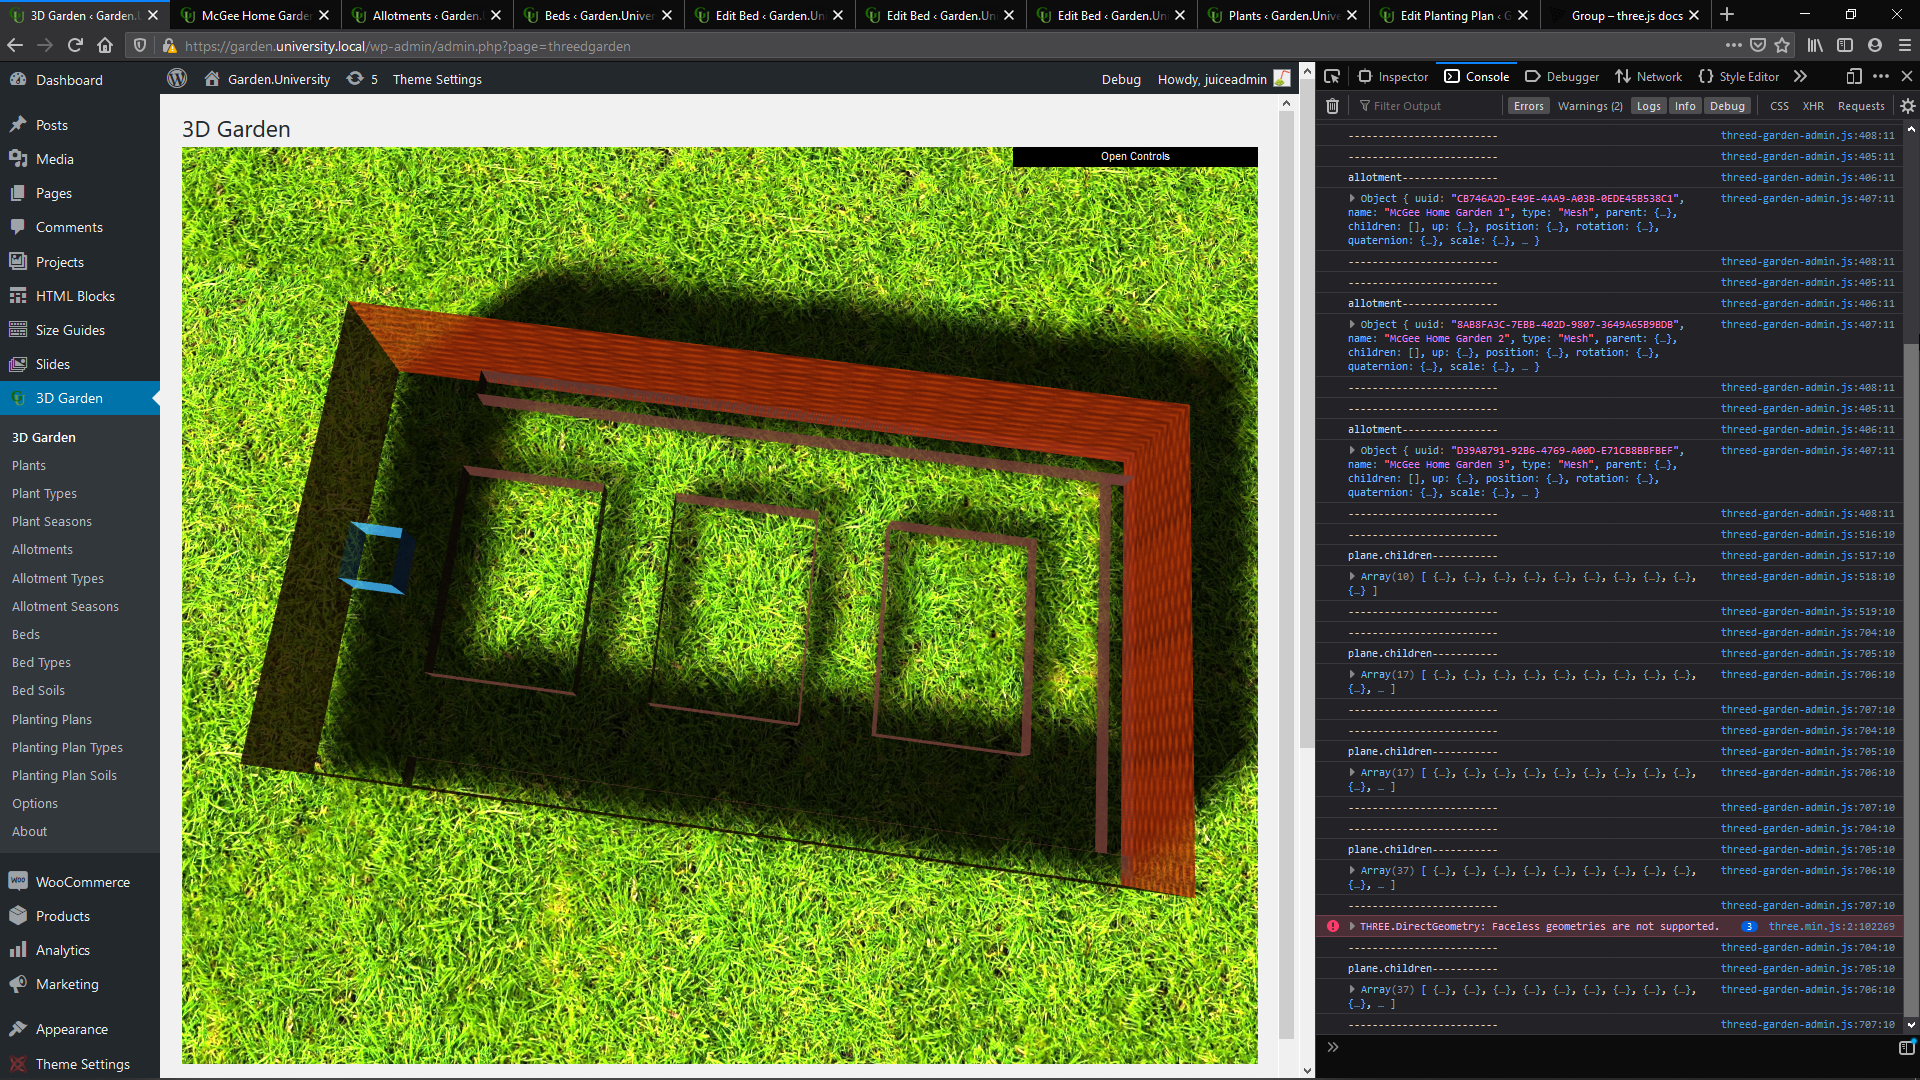 3D Garden ‹ Garden.U
McGee Home Garde
Allotments ‹ Garden.
Beds ‹ Garden.Univer
Edit Bed ‹ Garden.Un
Edit Bed ‹ Garden.Un
Edit Bed ‹ Garden.Un
Plants ‹ Garden.Unive
Edit Planting Plan ‹ G
Group – three.js docs
https://garden.university.local/wp-admin/admin.php?page=threedgarden
Garden.University
5
Theme Settings
Debug
Howdy, juiceadmin
Dashboard
Posts
Media
Pages
Comments
Projects
HTML Blocks
Size Guides
Slides
3D Garden
3D Garden
Plants
Plant Types
Plant Seasons
Allotments
Allotment Types
Allotment Seasons
Beds
Bed Types
Bed Soils
Planting Plans
Planting Plan Types
Planting Plan Soils
Options
About
WooCommerce
Products
Analytics
Marketing
Appearance
Theme Settings
3D Garden
Open Controls
Inspector
Console
Debugger
Network
Style Editor
Filter Output
Errors
Warnings (2)
Logs
Info
Debug
CSS
XHR
Requests
------------------------- threed-garden-admin.js:408:11
------------------------- threed-garden-admin.js:405:11
allotment---------------- threed-garden-admin.js:406:11
Object { uuid: "CB746A2D-E49E-4AA9-A03B-0EDE45B538C1", threed-garden-admin.js:407:11
name: "McGee Home Garden 1", type: "Mesh", parent: {…},
children: [], up: {…}, position: {…}, rotation: {…},
quaternion: {…}, scale: {…}, … }
------------------------- threed-garden-admin.js:408:11
------------------------- threed-garden-admin.js:405:11
allotment---------------- threed-garden-admin.js:406:11
Object { uuid: "8AB8FA3C-7EBB-402D-9807-3649A65B9BDB", threed-garden-admin.js:407:11
name: "McGee Home Garden 2", type: "Mesh", parent: {…},
children: [], up: {…}, position: {…}, rotation: {…},
quaternion: {…}, scale: {…}, … }
------------------------- threed-garden-admin.js:408:11
------------------------- threed-garden-admin.js:405:11
allotment---------------- threed-garden-admin.js:406:11
Object { uuid: "D39A8791-92B6-4769-A00D-E71CB8BBFBEF", threed-garden-admin.js:407:11
name: "McGee Home Garden 3", type: "Mesh", parent: {…},
children: [], up: {…}, position: {…}, rotation: {…},
quaternion: {…}, scale: {…}, … }
------------------------- threed-garden-admin.js:408:11
------------------------- threed-garden-admin.js:516:10
plane.children----------- threed-garden-admin.js:517:10
Array(10) [ {…}, {…}, {…}, {…}, {…}, {…}, {…}, {…}, {…}, threed-garden-admin.js:518:10
{…} ]
------------------------- threed-garden-admin.js:519:10
------------------------- threed-garden-admin.js:704:10
plane.children----------- threed-garden-admin.js:705:10
Array(17) [ {…}, {…}, {…}, {…}, {…}, {…}, {…}, {…}, {…}, threed-garden-admin.js:706:10
{…}, … ]
------------------------- threed-garden-admin.js:707:10
------------------------- threed-garden-admin.js:704:10
plane.children----------- threed-garden-admin.js:705:10
Array(17) [ {…}, {…}, {…}, {…}, {…}, {…}, {…}, {…}, {…}, threed-garden-admin.js:706:10
{…}, … ]
------------------------- threed-garden-admin.js:707:10
------------------------- threed-garden-admin.js:704:10
plane.children----------- threed-garden-admin.js:705:10
Array(37) [ {…}, {…}, {…}, {…}, {…}, {…}, {…}, {…}, {…}, threed-garden-admin.js:706:10
{…}, … ]
------------------------- threed-garden-admin.js:707:10
THREE.DirectGeometry: Faceless geometries are not supported. 3 three.min.js:2:102269
------------------------- threed-garden-admin.js:704:10
plane.children----------- threed-garden-admin.js:705:10
Array(37) [ {…}, {…}, {…}, {…}, {…}, {…}, {…}, {…}, {…}, threed-garden-admin.js:706:10
{…}, … ]
------------------------- threed-garden-admin.js:707:10